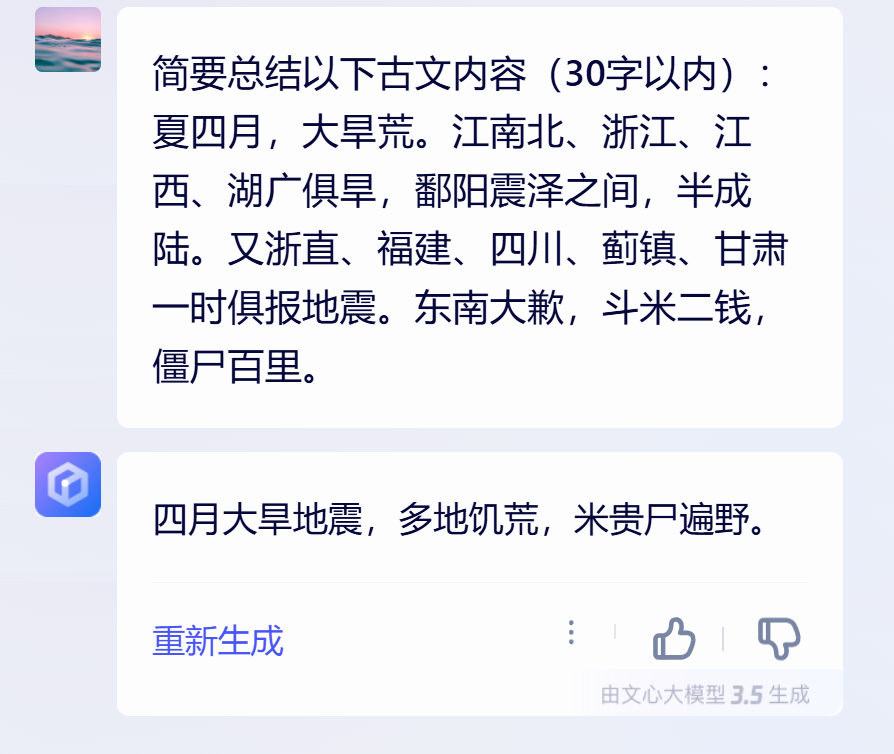 简要总结以下古文内容（30字以内）：
夏四月，大旱荒。江南北、浙江、江
西、湖广俱旱，鄱阳震泽之间，半成
陆。又浙直、福建、四川、蓟镇、甘肃
一时俱报地震。东南大歉，斗米二钱，
僵尸百里。
四月大旱地震，多地饥荒，米贵尸遍野。
重新生成
由文心大模型 3.5 生成